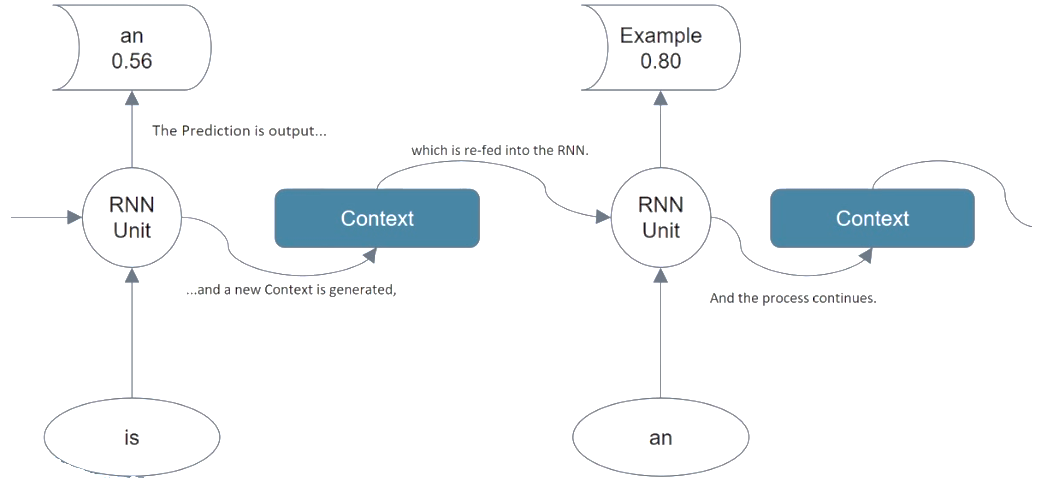 an
0.56
Example
0.80
The Prediction is output...
which is re-fed into the RNN.
RNN
Unit
Context
RNN
Unit
Context
...and a new Context is generated,
And the process continues.
is
an